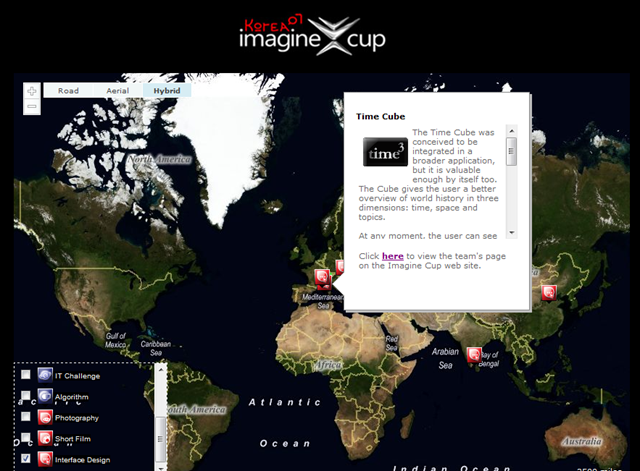 Korea 07
imagine cup
Road Aerial Hybrid
Time Cube
time3
The Time Cube was
conceived to be
integrated in a
broader application,
but it is valuable
enough by itself too.
The Cube gives the user a better
overview of world history in three
dimensions: time, space and
topics.
At any moment, the user can see
Click here to view the team's page
on the Imagine Cup web site.
North America
Mediterranean
Sea
Gulf of
Mexico
Caribbean
Sea
Africa
Red
Sea
Arabian
Sea
Bay of
Bengal
South America
Atlantic
Ocean
Indian Ocean
Australia
IT Challenge
Algorithm
Photography
Short Film
Interface Design